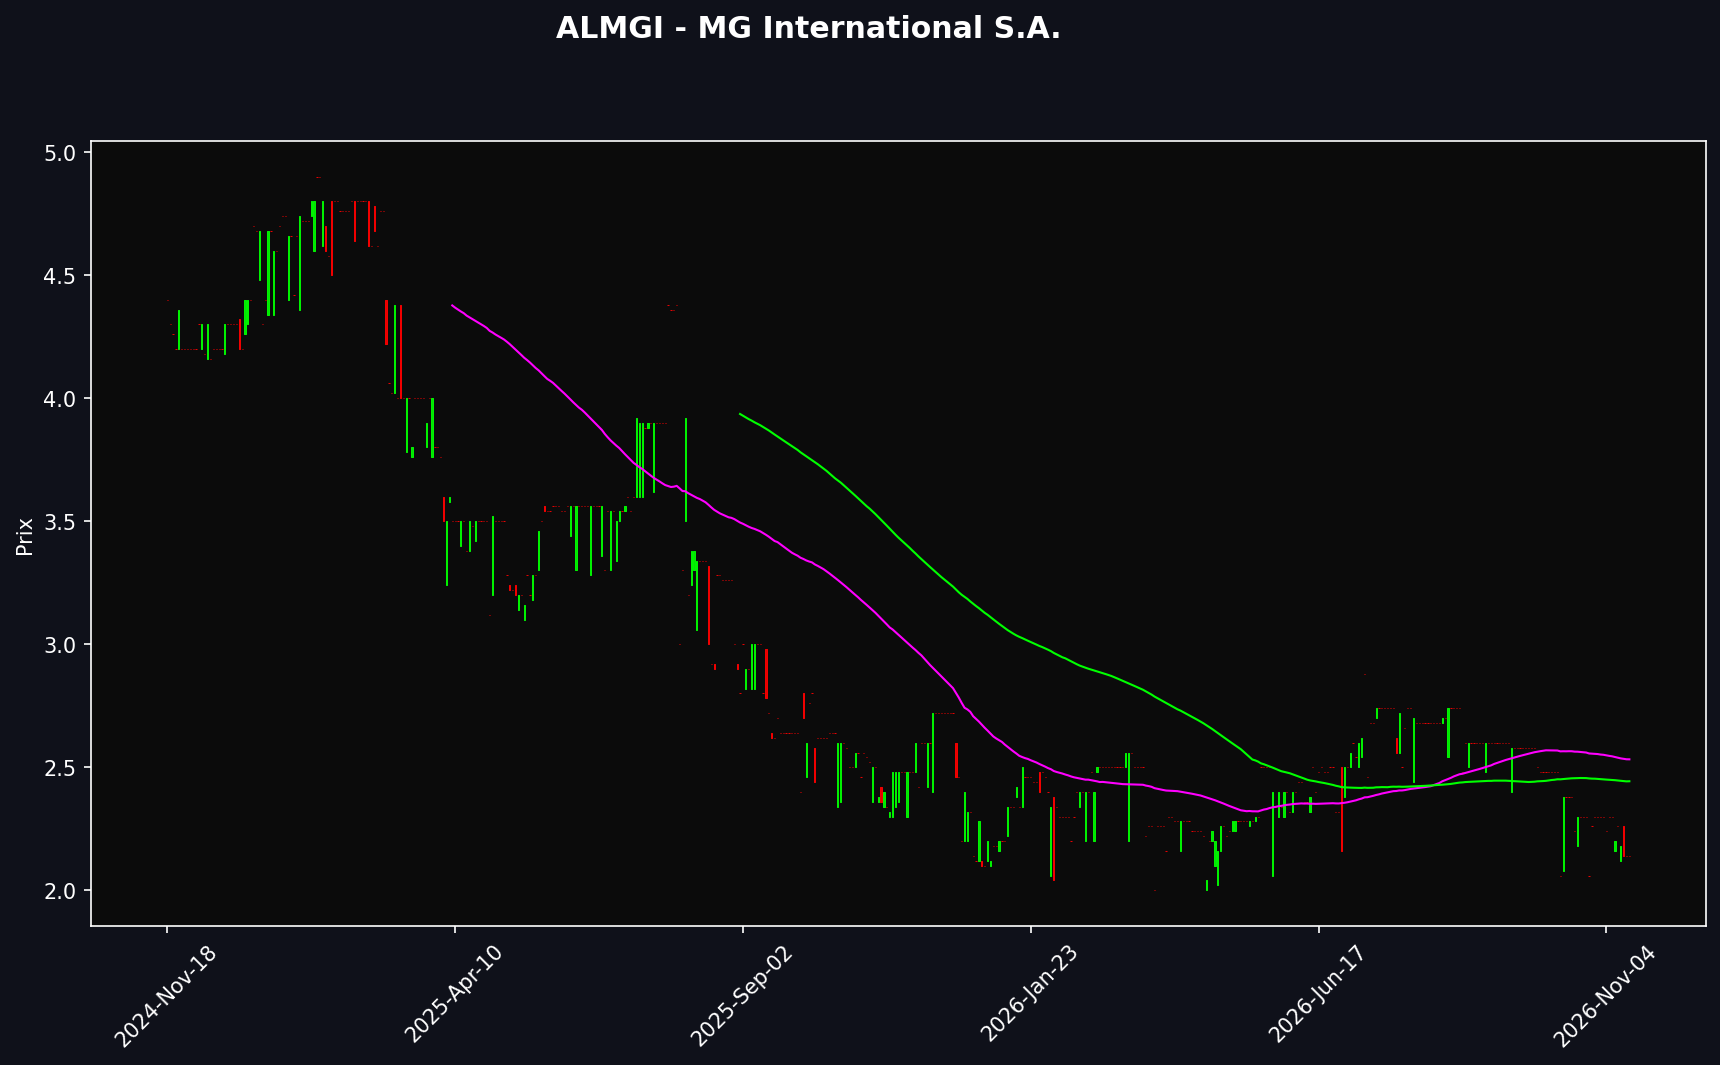 ALMGI - MG International S.A.
Prix
5.0
4.5
4.0
3.5
3.0
2.5
2.0
2024-Nov-18
2025-Apr-10
2025-Sep-02
2026-Jan-23
2026-Jun-17
2026-Nov-04